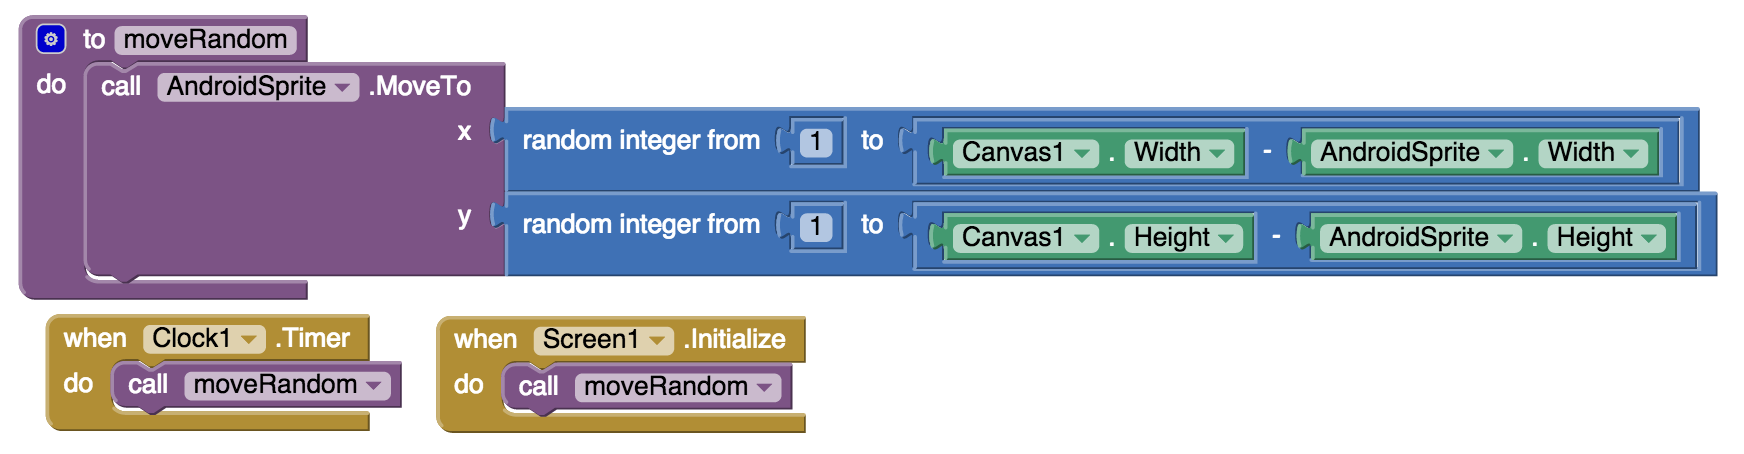 to moveRandom
do call AndroidSprite .MoveTo
x random integer from 1 to Canvas1 . Width - AndroidSprite . Width
y random integer from 1 to Canvas1 . Height - AndroidSprite . Height
when Clock1 .Timer
do call moveRandom
when Screen1 .Initialize
do call moveRandom